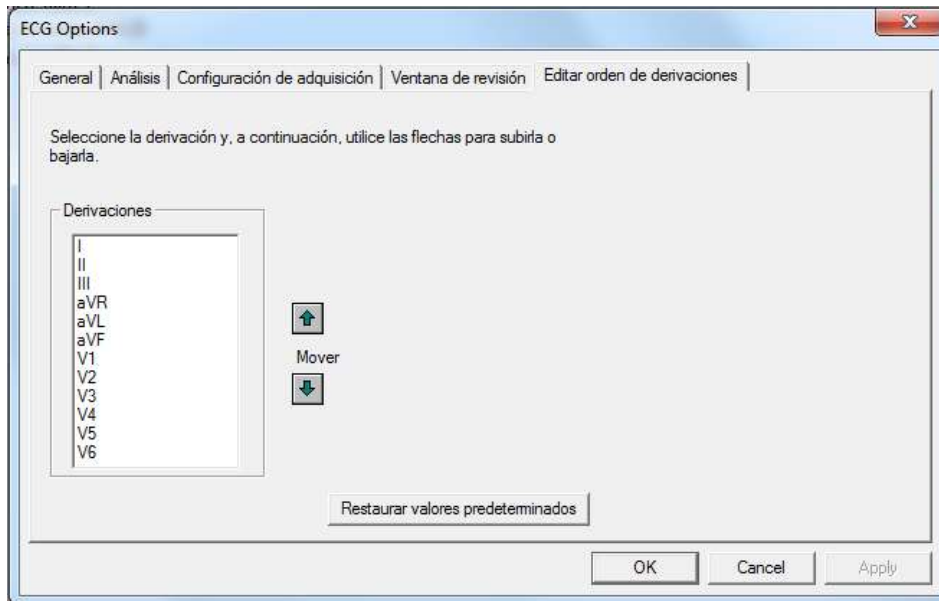 ECG Options
General Análisis Configuración de adquisición Ventana de revisión Editar orden de derivaciones
Seleccione la derivación y, a continuación, utilice las flechas para subirla o
bajarla.
Derivaciones
I
II
III
aVR
aVL
aVF
V1
V2
V3
V4
V5
V6
Mover
Restaurar valores predeterminados
OK Cancel Apply